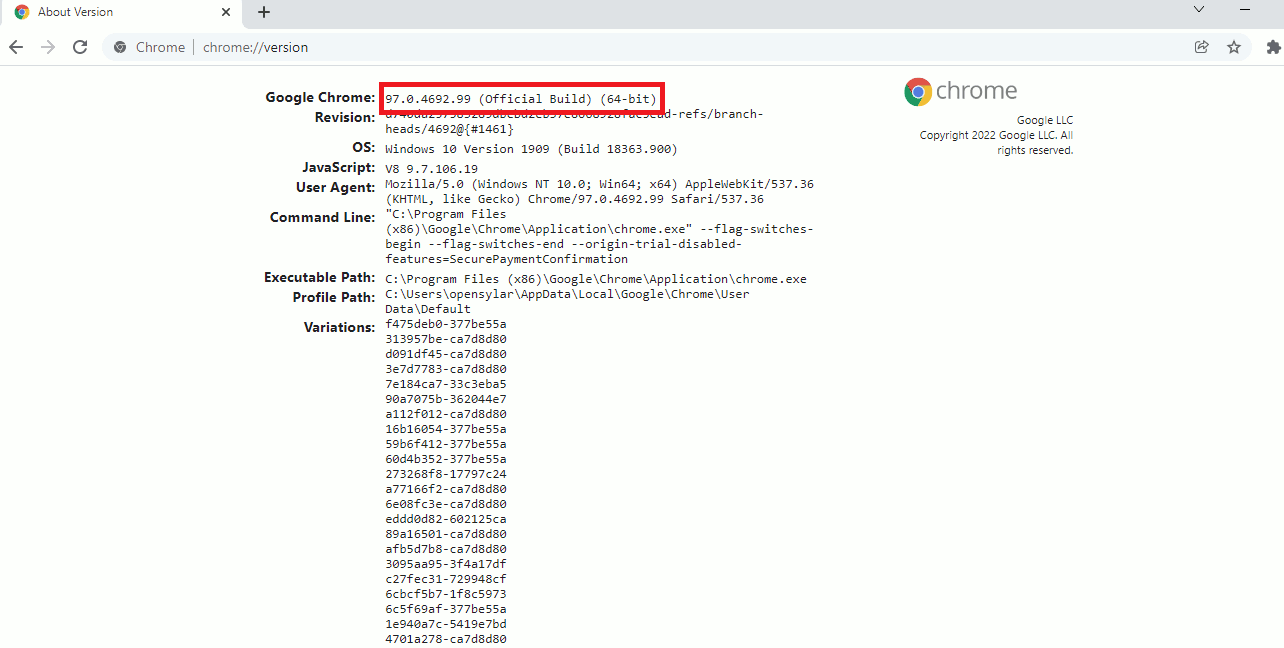 About Version
Chrome
chrome://version
chrome
Google LLC
Copyright 2022 Google LLC. All
rights reserved.
Google Chrome: 97.0.4692.99 (Official Build) (64-bit)
Revision: -refs/branch-
heads/4692@{#1461}
OS: Windows 10 Version 1909 (Build 18363.900)
JavaScript: V8 9.7.106.19
User Agent: Mozilla/5.0 (Windows NT 10.0; Win64; x64) AppleWebKit/537.36
(KHTML, like Gecko) Chrome/97.0.4692.99 Safari/537.36
Command Line: "C:\Program Files
(x86)\Google\Chrome\Application\chrome.exe" --flag-switches-
begin --flag-switches-end --origin-trial-disabled-
features=SecurePaymentConfirmation
Executable Path: C:\Program Files (x86)\Google\Chrome\Application\chrome.exe
Profile Path: C:\Users\opensylar\AppData\Local\Google\Chrome\User
Data\Default
Variations: f475deb0-377be55a
313957be-ca7d8d80
d091df45-ca7d8d80
3e7d7783-ca7d8d80
7e184ca7-33c3eba5
90a7075b-362044e7
a112f012-ca7d8d80
16b16054-377be55a
59b6f412-377be55a
60d4b352-377be55a
273268f8-17797c24
a77166f2-ca7d8d80
6e08fc3e-ca7d8d80
eddd0d82-602125ca
89a16501-ca7d8d80
afb5d7b8-ca7d8d80
3095aa95-3f4a17df
c27fec31-729948cf
6cbcf5b7-1f8c5973
6c5f69af-377be55a
1e940a7c-5419e7bd
4701a278-ca7d8d80